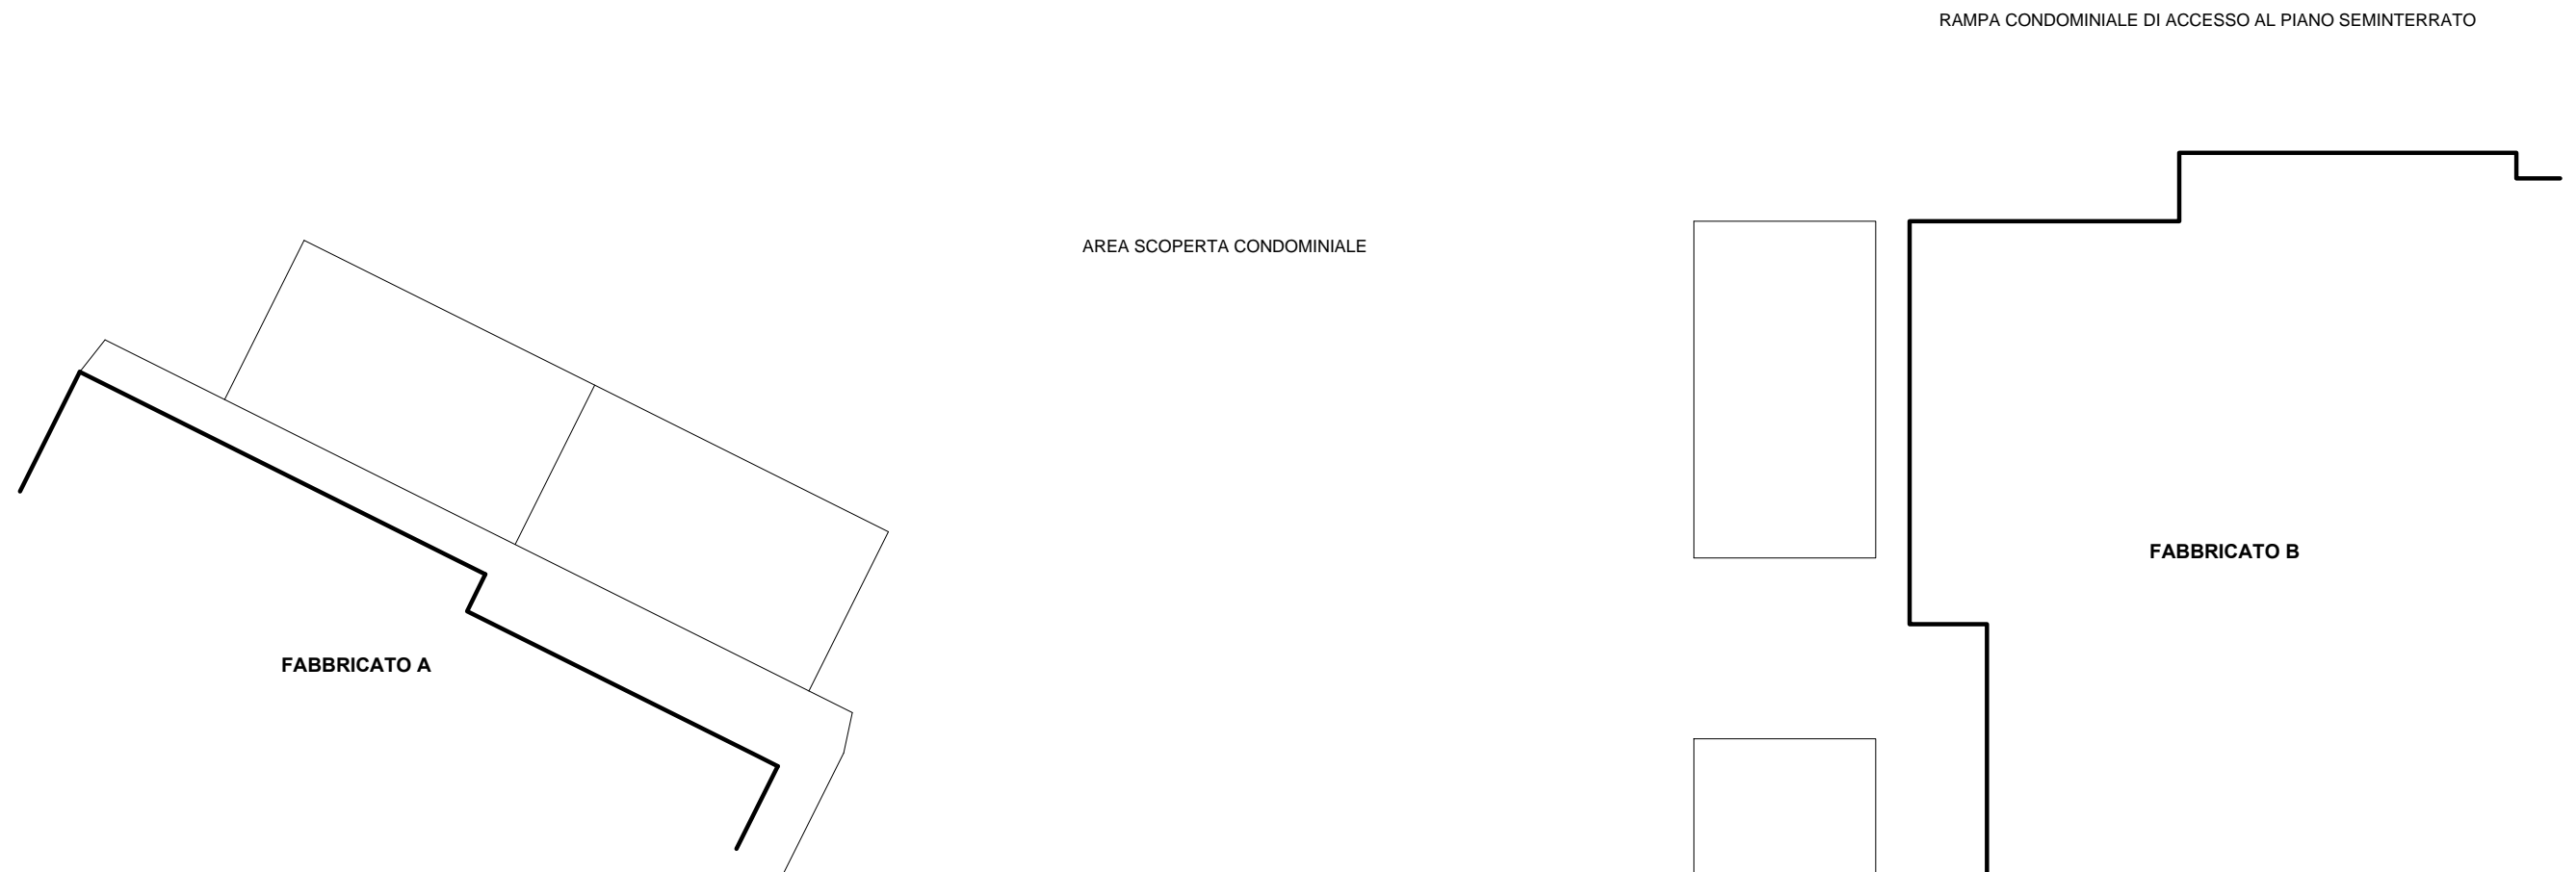 RAMPA CONDOMINIALE DI ACCESSO AL PIANO SEMINTERRATO
AREA SCOPERTA CONDOMINIALE
FABBRICATO B
FABBRICATO A